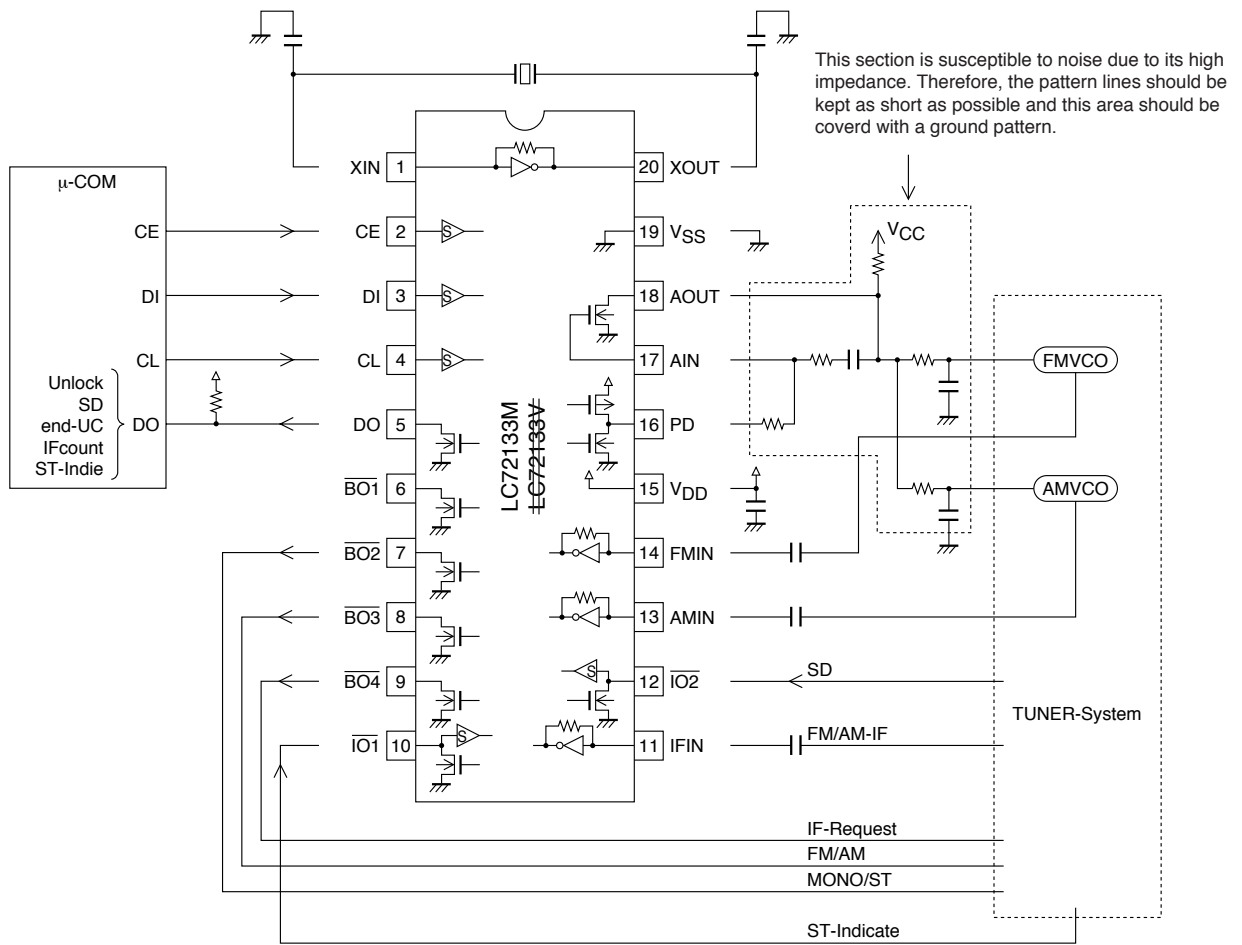 This section is susceptible to noise due to its high
impedance. Therefore, the pattern lines should be
kept as short as possible and this area should be
coverd with a ground pattern.
μ-COM
CE
DI
CL
Unlock
SD
end-UC
IFcount
ST-Indie
DO
XIN 1
CE 2 S
DI 3 S
CL 4 S
DO 5
BO1 6
BO2 7
BO3 8
BO4 9
IO1 10 S
LC72133M
LC72133V
20 XOUT
19 VSS
18 AOUT
17 AIN
16 PD
15 VDD
14 FMIN
13 AMIN
S 12 IO2
11 IFIN
VCC
FMVCO
AMVCO
SD
FM/AM-IF
TUNER-System
IF-Request
FM/AM
MONO/ST
ST-Indicate